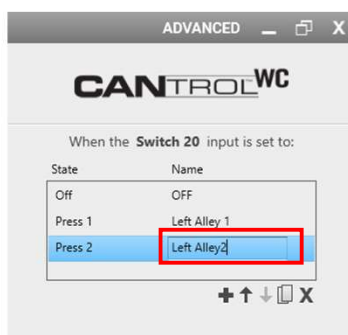 ADVANCED
CANTROLWC
When the Switch 20 input is set to:
State Name
Off OFF
Press 1 Left Alley 1
Press 2 Left Alley2